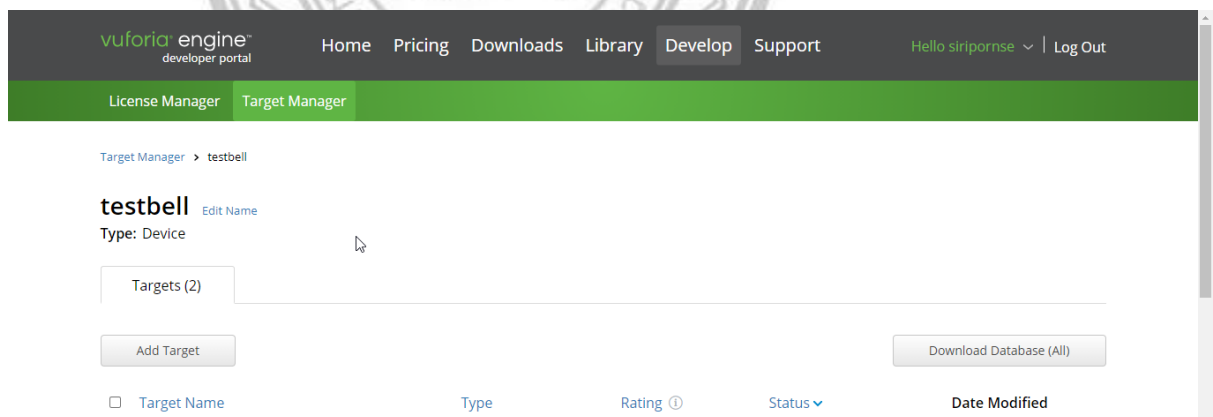 vuforia® engine™ Home Pricing Downloads Library Develop Support Hello siripornse Log Out
developer portal
License Manager Target Manager
Target Manager > testbell
testbell Edit Name
Type: Device
Targets (2)
Add Target Download Database (All)
Target Name Type Rating Status Date Modified